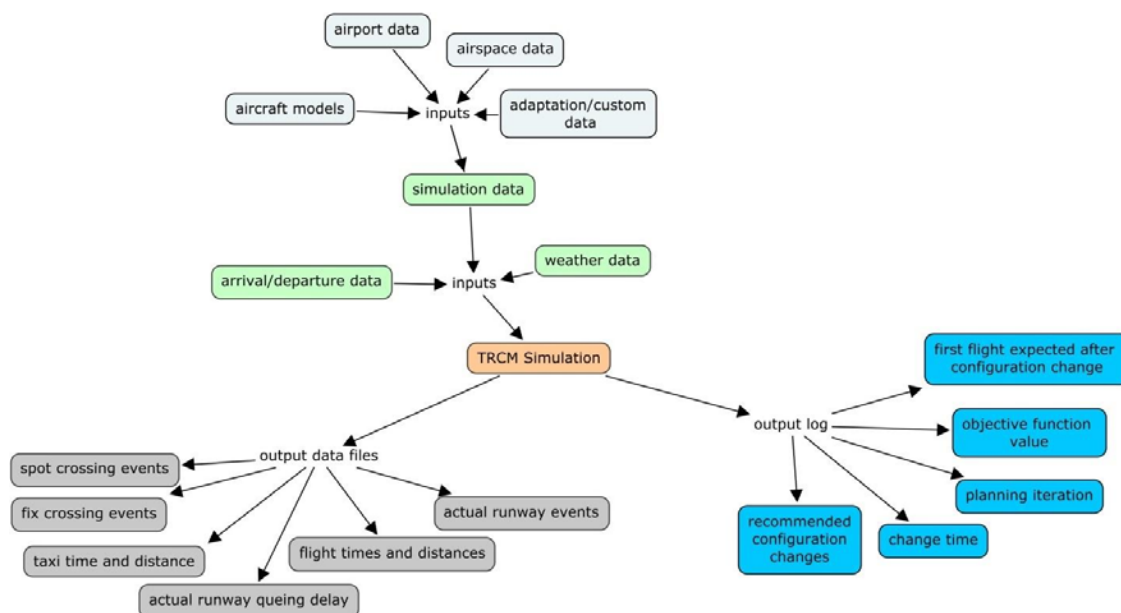 airport data
airspace data
aircraft models
inputs
adaptation/custom
data
simulation data
weather data
arrival/departure data
inputs
TRCM Simulation
first flight expected after
configuration change
output log
objective function
value
output data files
spot crossing events
planning iteration
fix crossing events
actual runway events
recommended
configuration
changes
change time
taxi time and distance
flight times and distances
actual runway queing delay